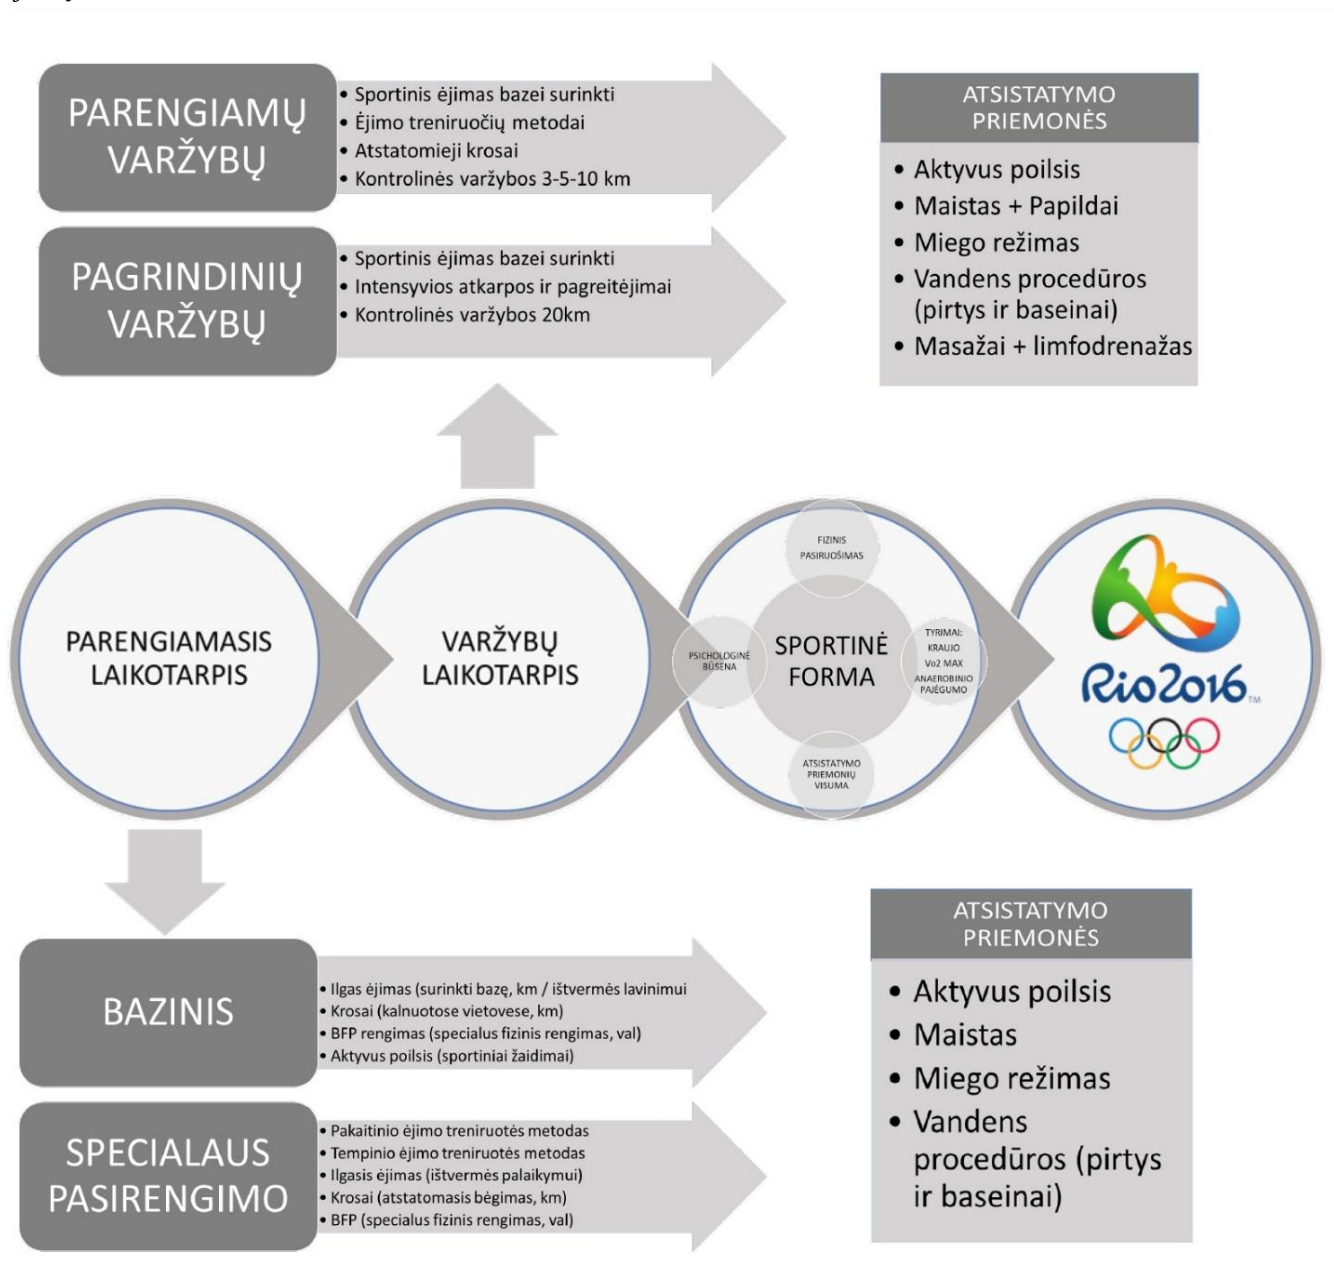 PARENGIAMŲ
VARŽYBŲ
• Sportinis ėjimas bazei surinkti
• Ėjimo treniruočių metodai
• Atstatomieji krosai
• Kontrolinės varžybos 3-5-10 km
ATSISTATYMO
PRIEMONĖS
• Aktyvus poilsis
• Maistas + Papildai
• Miego režimas
• Vandens procedūros
(pirtys ir baseinai)
• Masažai + limfodrenažas
PAGRINDINIŲ
VARŽYBŲ
• Sportinis ėjimas bazei surinkti
• Intensyvios atkarpos ir pagreitėjimai
• Kontrolinės varžybos 20km
PARENGIAMASIS
LAIKOTARPIS
VARŽYBŲ
LAIKOTARPIS
FIZINIS
PASIRUOŠIMAS
PSICHOLOGINĖ
BŪSENA
SPORTINĖ
FORMA
TYRIMAI:
KRAUJO
Vo2 MAX
ANAEROBINIO
PAJĖGUMO
ATSISTATYMO
PRIEMONIŲ
VISUMA
Rio2016
TM
BAZINIS
• Ilgas ėjimas (surinkti bazę, km / ištvermės lavinimui
• Krosai (kalnuotose vietovese, km)
• BFP rengimas (specialus fizinis rengimas, val)
• Aktyvus poilsis (sportiniai žaidimai)
SPECIALAUS
PASIRENGIMO
• Pakaitinio ėjimo treniruotės metodas
• Tempinio ėjimo treniruotės metodas
• Ilgasis ėjimas (ištvermės palaikymui)
• Krosai (atstatomasis bėgimas, km)
• BFP (specialus fizinis rengimas, val)
ATSISTATYMO
PRIEMONĖS
• Aktyvus poilsis
• Maistas
• Miego režimas
• Vandens
procedūros (pirtys
ir baseinai)